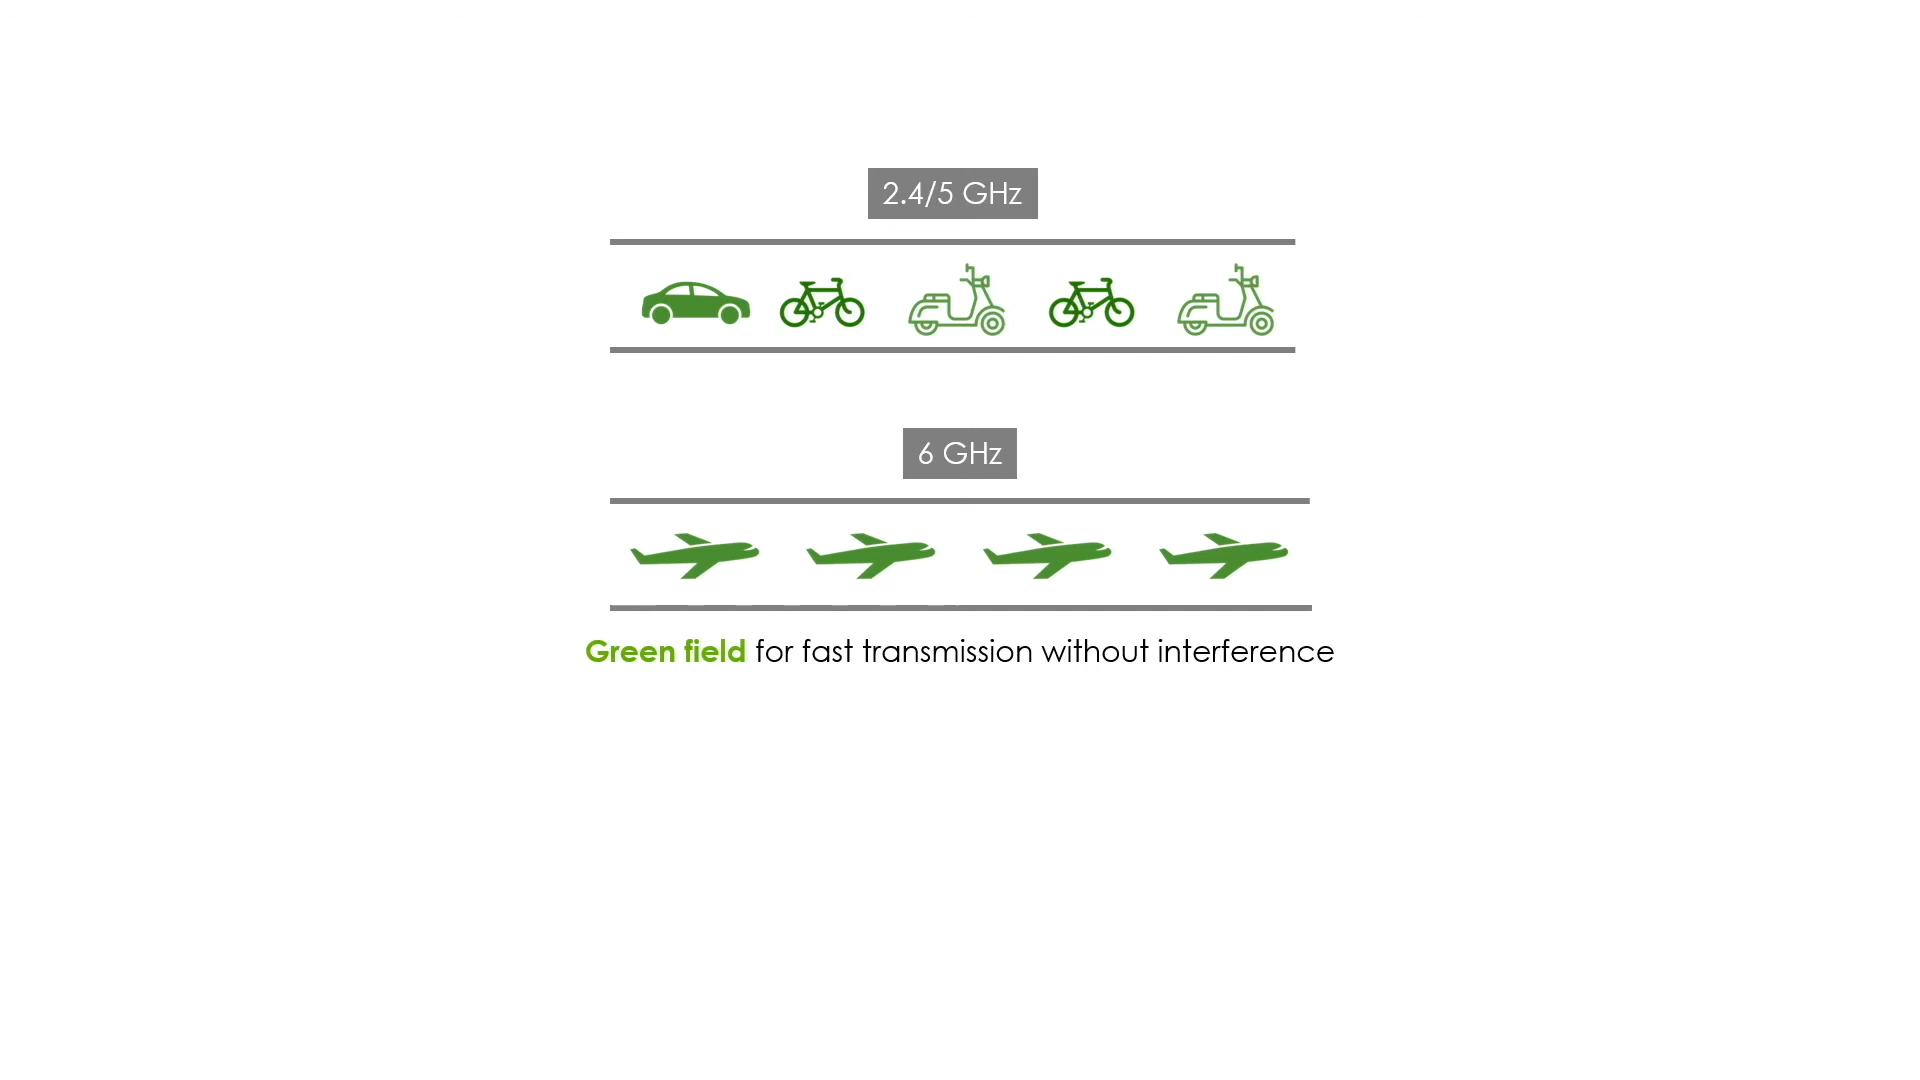 2.4/5 GHz
6 GHz
Green field for fast transmission without interference